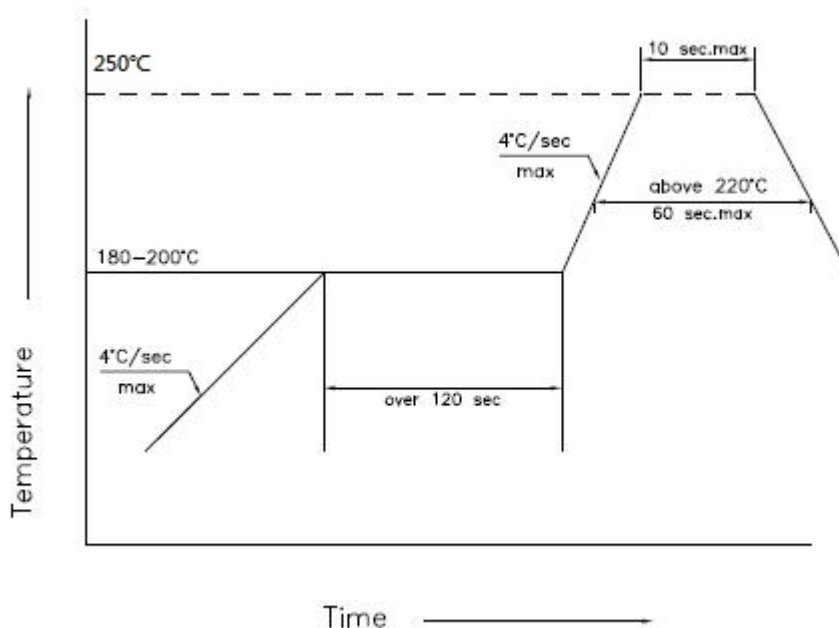 10 sec.max
250℃
4°C/sec
max
above 220°C
60 sec.max
180-200°C
4°C/sec
max
over 120 sec
Temperature
Time